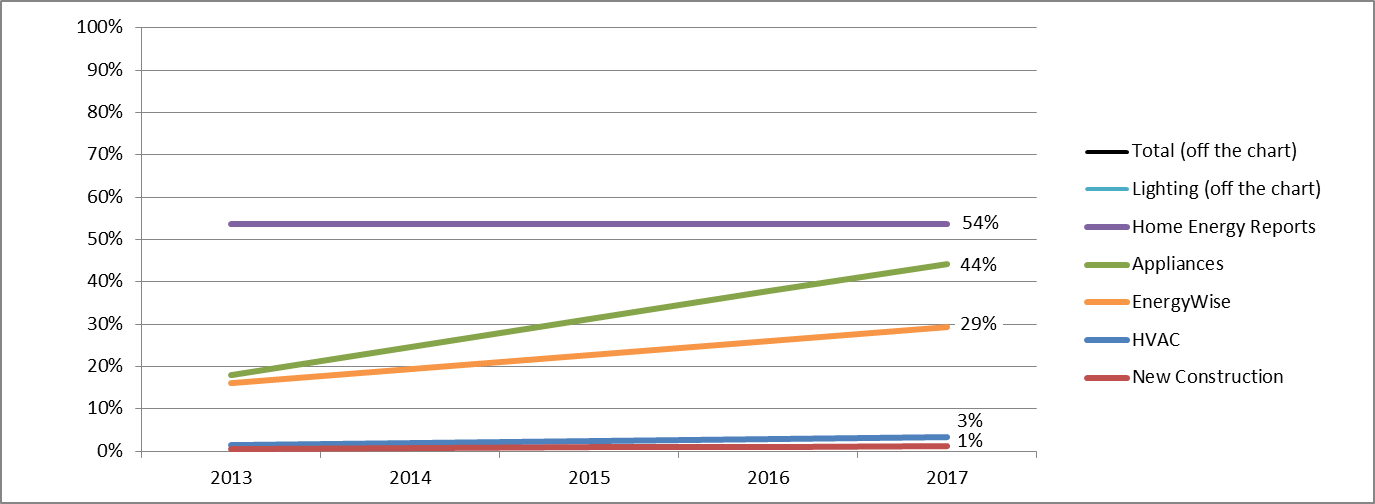 100%
90%
80%
70%
60%
50%
40%
30%
20%
10%
0%
54%
44%
29%
3%
1%
2013 2014 2015 2016 2017
Total (off the chart)
Lighting (off the chart)
Home Energy Reports
Appliances
EnergyWise
HVAC
New Construction